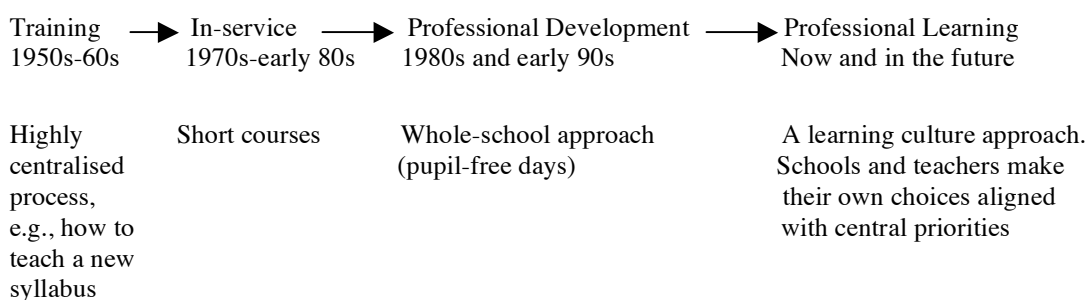 Training In-service Professional Development Professional Learning
1950s-60s 1970s-early 80s 1980s and early 90s Now and in the future
Highly
centralised
process,
e.g., how to
teach a new
syllabus
Short courses
Whole-school approach
(pupil-free days)
A learning culture approach.
Schools and teachers make
their own choices aligned
with central priorities